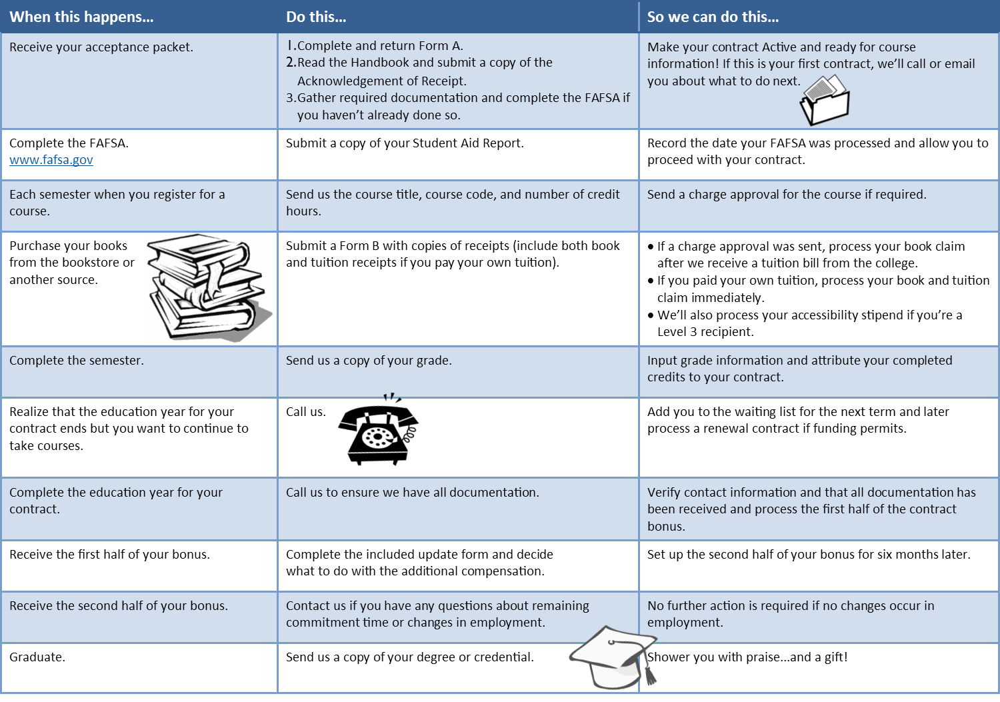 When this happens...
Do this...
So we can do this...
Receive your acceptance packet.
1.Complete and return Form A.
2.Read the Handbook and submit a copy of the
Acknowledgement of Receipt.
3.Gather required documentation and complete the FAFSA if
you haven’t already done so.
Make your contract Active and ready for course
information! If this is your first contract, we’ll call or email
you about what to do next.
Complete the FAFSA.
www.fafsa.gov
Submit a copy of your Student Aid Report.
Record the date your FAFSA was processed and allow you to
proceed with your contract.
Each semester when you register for a
course.
Send us the course title, course code, and number of credit
hours.
Send a charge approval for the course if required.
Purchase your books
from the bookstore or
another source.
Submit a Form B with copies of receipts (include both book
and tuition receipts if you pay your own tuition).
• If a charge approval was sent, process your book claim
after we receive a tuition bill from the college.
• If you paid your own tuition, process your book and tuition
claim immediately.
• We’ll also process your accessibility stipend if you’re a
Level 3 recipient.
Complete the semester.
Send us a copy of your grade.
Input grade information and attribute your completed
credits to your contract.
Realize that the education year for your
contract ends but you want to continue to
take courses.
Call us.
Add you to the waiting list for the next term and later
process a renewal contract if funding permits.
Complete the education year for your
contract.
Call us to ensure we have all documentation.
Verify contact information and that all documentation has
been received and process the first half of the contract
bonus.
Receive the first half of your bonus.
Complete the included update form and decide
what to do with the additional compensation.
Set up the second half of your bonus for six months later.
Receive the second half of your bonus.
Contact us if you have any questions about remaining
commitment time or changes in employment.
No further action is required if no changes occur in
employment.
Graduate.
Send us a copy of your degree or credential.
Shower you with praise...and a gift!